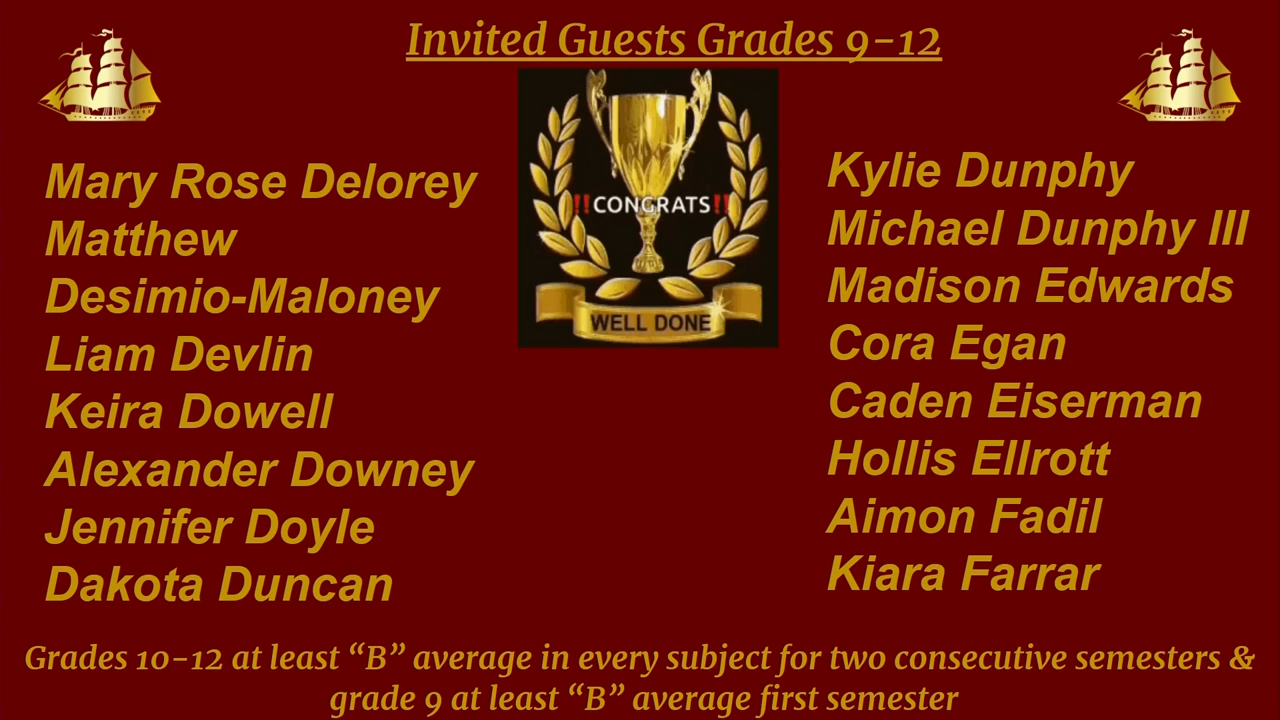 Invited Guests Grades 9-12
Mary Rose Delorey
Matthew
Desimio-Maloney
Liam Devlin
Keira Dowell
Alexander Downey
Jennifer Doyle
Dakota Duncan
‼CONGRATS‼
WELL DONE
Kylie Dunphy
Michael Dunphy III
Madison Edwards
Cora Egan
Caden Eiserman
Hollis Ellrott
Aimon Fadil
Kiara Farrar
Grades 10-12 at least “B” average in every subject for two consecutive semesters &
grade 9 at least “B” average first semester